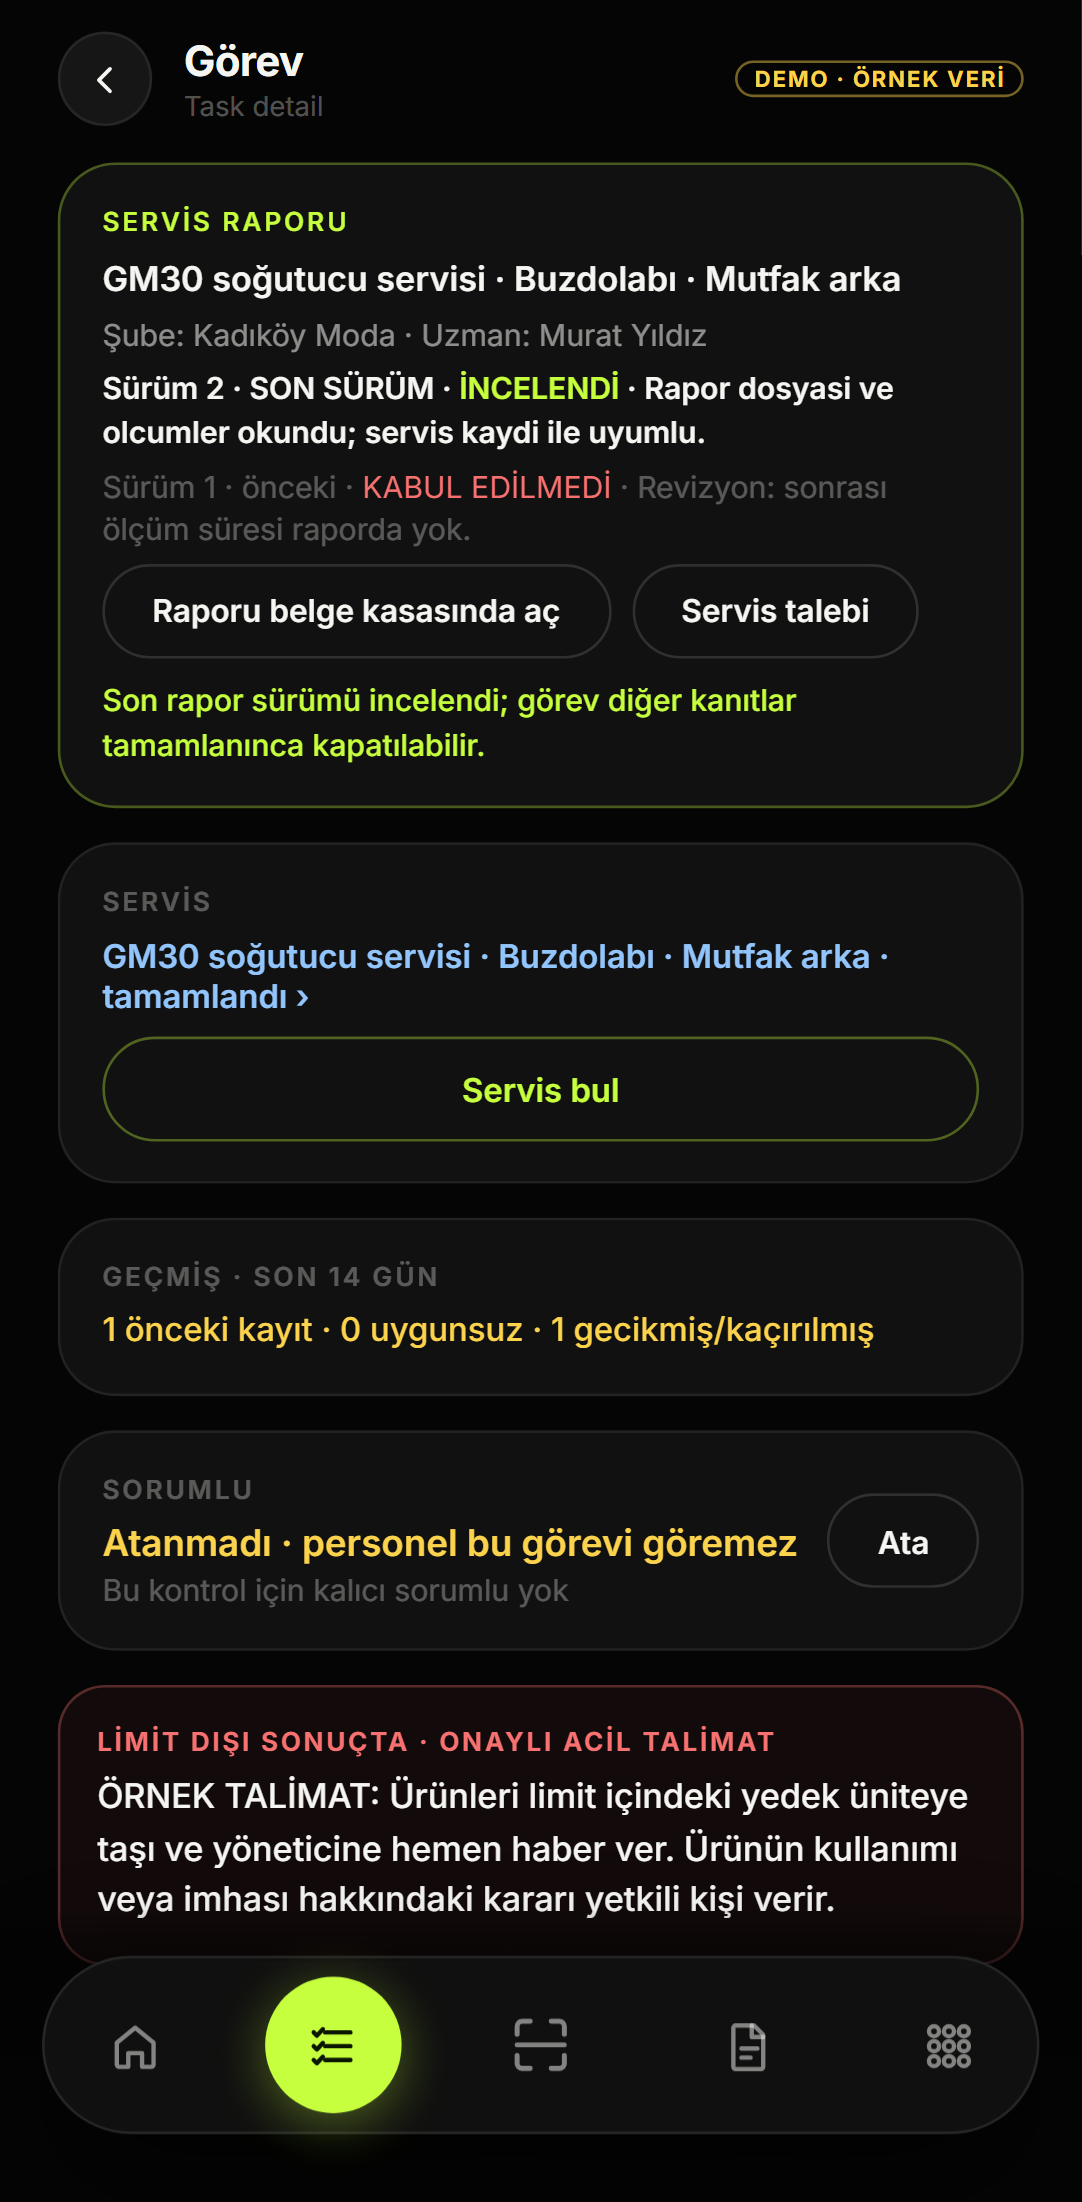 Görev
Task detail
DEMO · ÖRNEK VERİ
SERVİS RAPORU
GM30 soğutucu servisi · Buzdolabı · Mutfak arka
Şube: Kadıköy Moda · Uzman: Murat Yıldız
Sürüm 2 · SON SÜRÜM · İNCELENDİ · Rapor dosyasi ve
olcumler okundu; servis kaydi ile uyumlu.
Sürüm 1 · önceki · KABUL EDİLMEDİ · Revizyon: sonrası
ölçüm süresi raporda yok.
Raporu belge kasasında aç
Servis talebi
Son rapor sürümü incelendi; görev diğer kanıtlar
tamamlanınca kapatılabilir.
SERVİS
GM30 soğutucu servisi · Buzdolabı · Mutfak arka ·
tamamlandı ›
Servis bul
GEÇMİŞ · SON 14 GÜN
1 önceki kayıt · 0 uygunsuz · 1 gecikmiş/kaçırılmış
SORUMLU
Atanmadı · personel bu görevi göremez
Bu kontrol için kalıcı sorumlu yok
Ata
LİMİT DIŞI SONUÇTA · ONAYLI ACİL TALİMAT
ÖRNEK TALİMAT: Ürünleri limit içindeki yedek üniteye
taşı ve yöneticine hemen haber ver. Ürünün kullanımı
veya imhası hakkındaki kararı yetkili kişi verir.